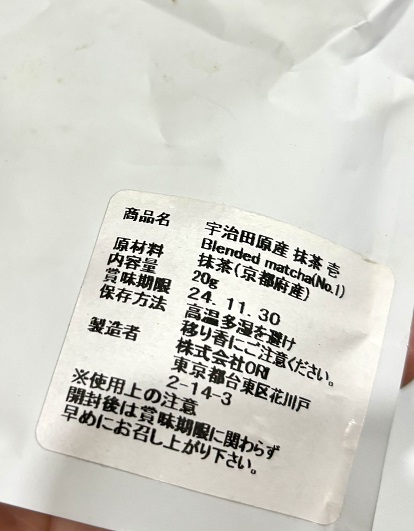 商品名 宇治田原産 抹茶 壱
Blended matcha(No.1)
原材料 抹茶(京都府産)
内容量 20g
賞味期限 24.11.30
保存方法 高温多湿を避け
移り香にご注意ください。
製造者 株式会社ORI
東京都台東区花川戸
2-14-3
※使用上の注意
開封後は賞味期限に関わらず
早めにお召し上がり下さい。